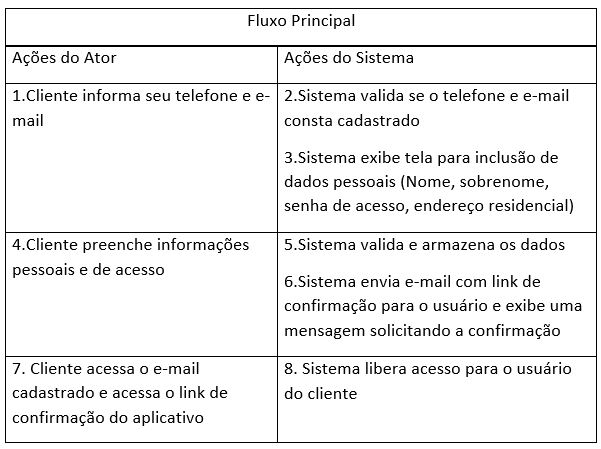 Fluxo Principal
Ações do Ator
Ações do Sistema
1.Cliente informa seu telefone e e-
mail
2.Sistema valida se o telefone e e-mail
consta cadastrado
3.Sistema exibe tela para inclusão de
dados pessoais (Nome, sobrenome,
senha de acesso, endereço residencial)
4.Cliente preenche informações
pessoais e de acesso
5.Sistema valida e armazena os dados
6.Sistema envia e-mail com link de
confirmação para o usuário e exibe uma
mensagem solicitando a confirmação
7. Cliente acessa o e-mail
cadastrado e acessa o link de
confirmação do aplicativo
8. Sistema libera acesso para o usuário
do cliente